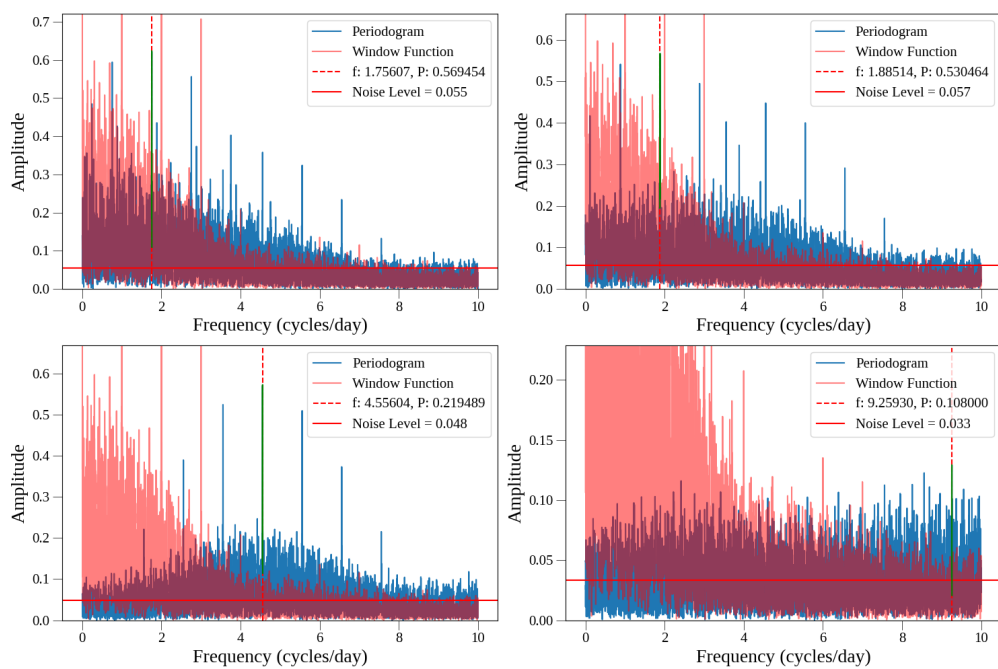 Periodogram
Window Function
f: 1.75607, P: 0.569454
Noise Level = 0.055
Amplitude
0.7
0.6
0.5
0.4
0.3
0.2
0.1
0.0
0 2 4 6 8 10
Frequency (cycles/day)
Periodogram
Window Function
f: 1.88514, P: 0.530464
Noise Level = 0.057
Amplitude
0.6
0.5
0.4
0.3
0.2
0.1
0.0
0 2 4 6 8 10
Frequency (cycles/day)
Periodogram
Window Function
f: 4.55604, P: 0.219489
Noise Level = 0.048
Amplitude
0.6
0.5
0.4
0.3
0.2
0.1
0.0
0 2 4 6 8 10
Frequency (cycles/day)
Periodogram
Window Function
f: 9.25930, P: 0.108000
Noise Level = 0.033
Amplitude
0.20
0.15
0.10
0.05
0.00
0 2 4 6 8 10
Frequency (cycles/day)